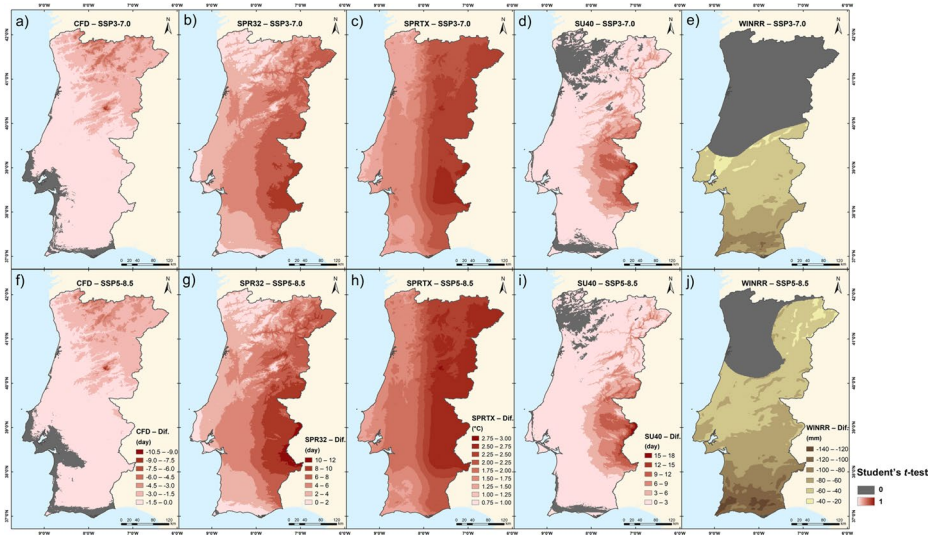 a) CFD – SSP3-7.0
b) SPR32 – SSP3-7.0
c) SPRTX – SSP3-7.0
d) SU40 – SSP3-7.0
e) WINRR – SSP3-7.0
f) CFD – SSP5-8.5
g) SPR32 – SSP5-8.5
h) SPRTX – SSP5-8.5
i) SU40 – SSP5-8.5
j) WINRR – SSP5-8.5
CFD – Dif.
(day)
-10.5 – -9.0
-9.0 – -7.5
-7.5 – -6.0
-6.0 – -4.5
-4.5 – -3.0
-3.0 – -1.5
-1.5 – 0.0
SPR32 – Dif.
(day)
10 – 12
8 – 10
6 – 8
4 – 6
2 – 4
0 – 2
SPRTX – Dif.
(°C)
2.75 – 3.00
2.50 – 2.75
2.25 – 2.50
2.00 – 2.25
1.75 – 2.00
1.50 – 1.75
1.25 – 1.50
1.00 – 1.25
0.75 – 1.00
SU40 – Dif.
(day)
15 – 18
12 – 15
9 – 12
6 – 9
3 – 6
0 – 3
WINRR – Dif.
(mm)
-140 – -120
-120 – -100
-100 – -80
-80 – -60
-60 – -40
-40 – -20
Student's t-test
0
1